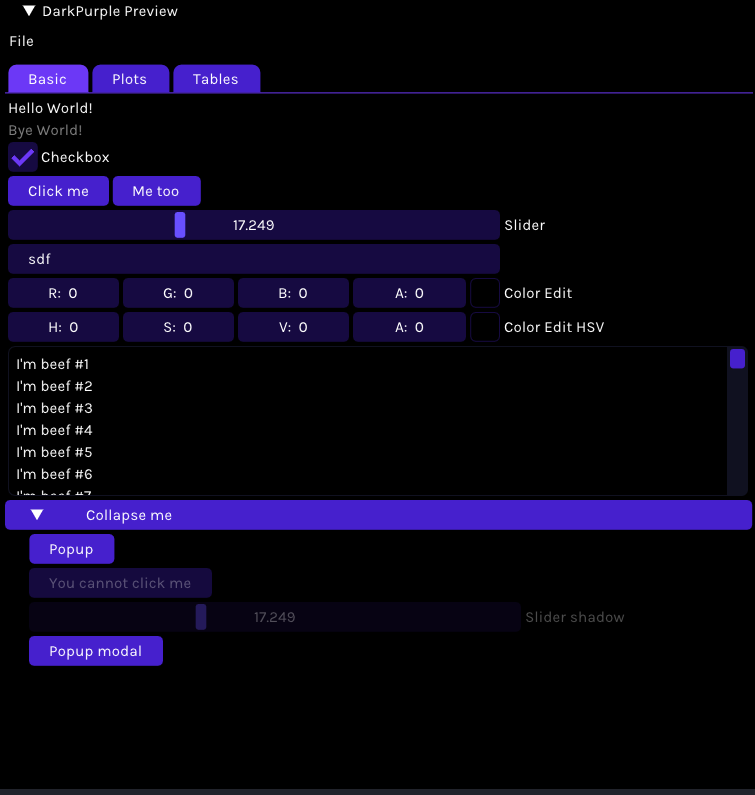 DarkPurple Preview
File
Basic Plots Tables
Hello World!
Bye World!
Checkbox
Click me Me too
17.249 Slider
sdf
R: 0 G: 0 B: 0 A: 0 Color Edit
H: 0 S: 0 V: 0 A: 0 Color Edit HSV
I'm beef #1
I'm beef #2
I'm beef #3
I'm beef #4
I'm beef #5
I'm beef #6
I'm beef #7
Collapse me
Popup
You cannot click me
17.249 Slider shadow
Popup modal